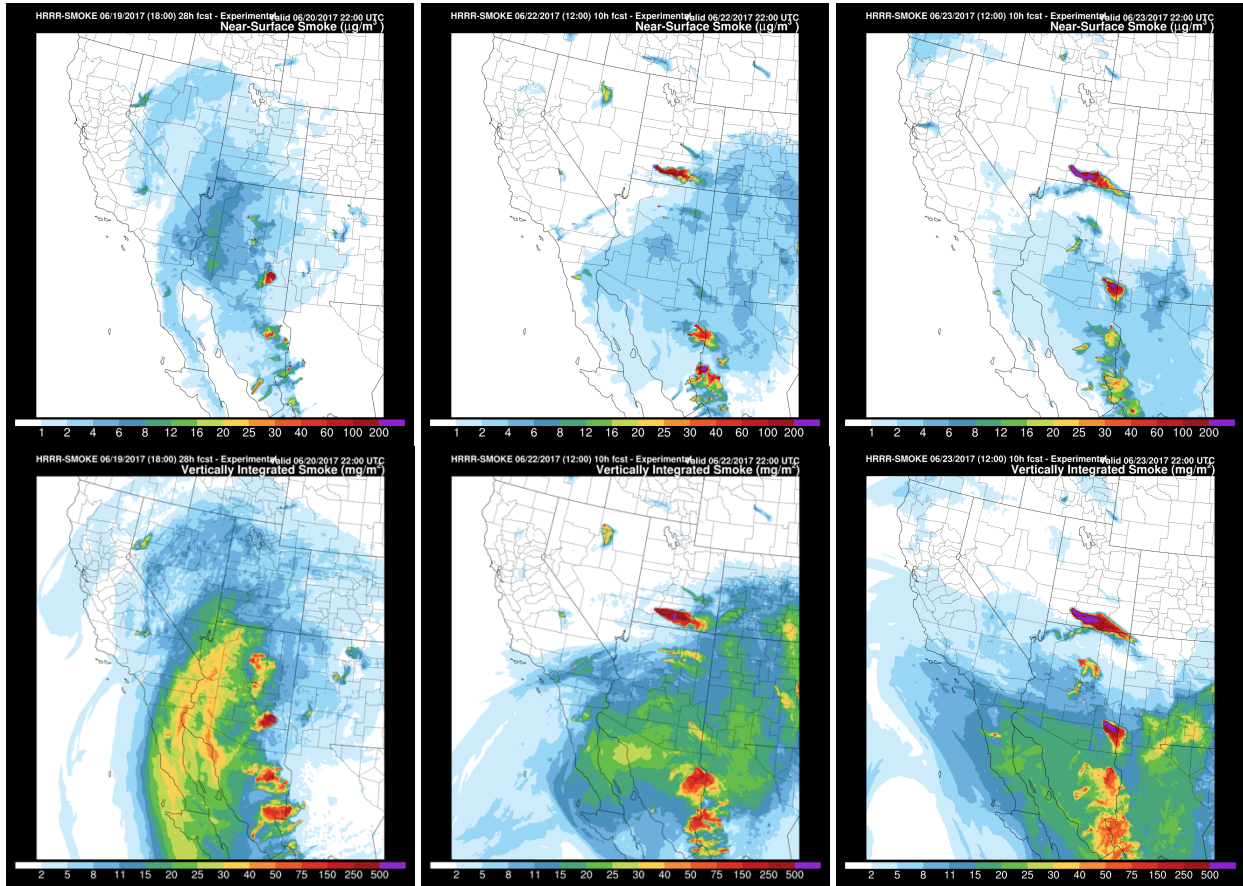 HRRR-SMOKE 06/19/2017 (18:00) 28h fcst - Experimental Valid 06/20/2017 22:00 UTC
Near-Surface Smoke (µg/m³)
1 2 4 6 8 12 16 20 25 30 40 60 100 200
HRRR-SMOKE 06/22/2017 (12:00) 10h fcst - Experimental Valid 06/22/2017 22:00 UTC
Near-Surface Smoke (µg/m³)
1 2 4 6 8 12 16 20 25 30 40 60 100 200
HRRR-SMOKE 06/23/2017 (12:00) 10h fcst - Experimental Valid 06/23/2017 22:00 UTC
Near-Surface Smoke (µg/m³)
1 2 4 6 8 12 16 20 25 30 40 60 100 200
HRRR-SMOKE 06/19/2017 (18:00) 28h fcst - Experimental Valid 06/20/2017 22:00 UTC
Vertically Integrated Smoke (mg/m²)
2 5 8 11 15 20 25 30 40 50 75 150 250 500
HRRR-SMOKE 06/22/2017 (12:00) 10h fcst - Experimental Valid 06/22/2017 22:00 UTC
Vertically Integrated Smoke (mg/m²)
2 5 8 11 15 20 25 30 40 50 75 150 250 500
HRRR-SMOKE 06/23/2017 (12:00) 10h fcst - Experimental Valid 06/23/2017 22:00 UTC
Vertically Integrated Smoke (mg/m²)
2 5 8 11 15 20 25 30 40 50 75 150 250 500